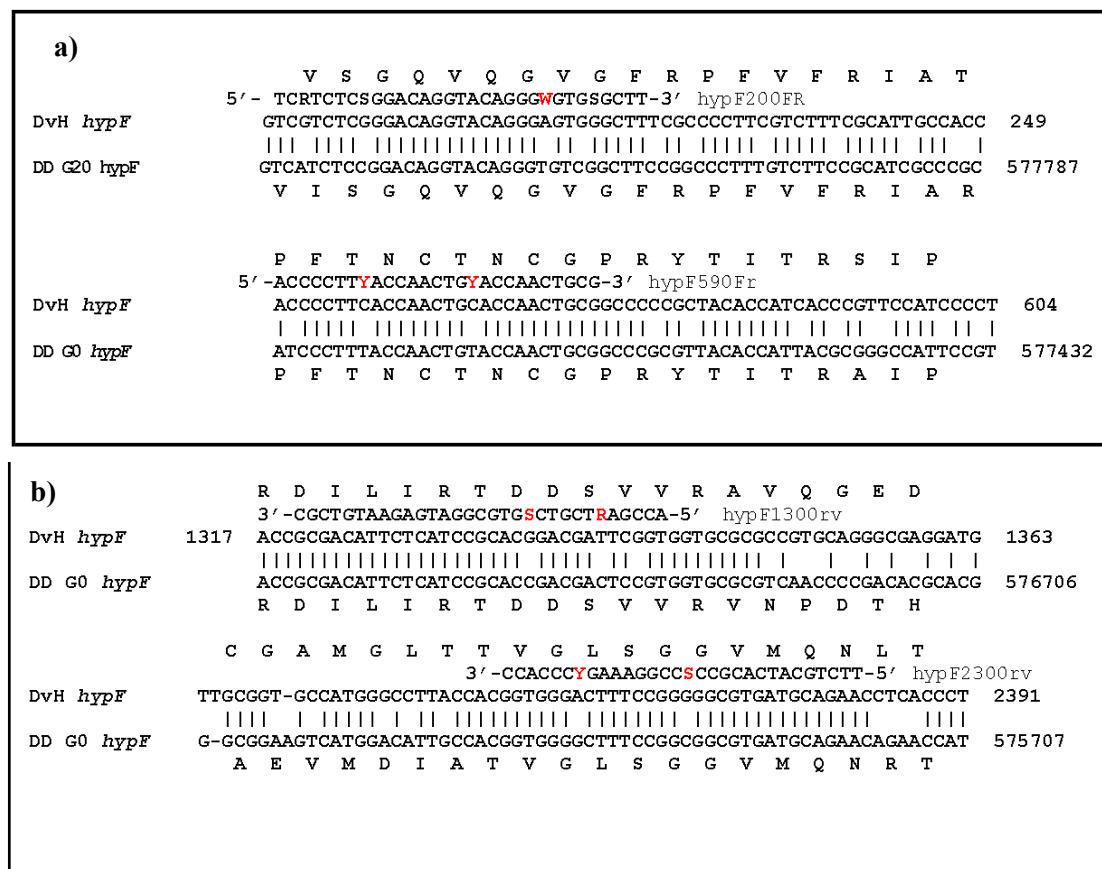 a)
V S G Q V Q G V G F R P F V F R I A T
5’- TCRTCTCSGGACAGGTACAGGGWGTGSGCTT-3’ hypF200FR
DvH hypF GTCGTCTCGGGACAGGTACAGGGAGTGGGCTTTCGCCCCTTCGTCTTTCGCATTGCCACC 249
DD G20 hypF GTCATCTCCGGACAGGTACAGGGTGTCGGCTTCCGGCCCTTTGTCTTCCGCATCGCCCGC 577787
V I S G Q V Q G V G F R P F V F R I A R
P F T N C T N C G P R Y T I T R S I P
5’-ACCCCTTYACCAACTGYACCAACTGCG-3’ hypF590Fr
DvH hypF ACCCCTTCACCAACTGCACCAACTGCGGCCCCCGCTACACCATCACCCGTTCCATCCCCT 604
DD G0 hypF ATCCCTTTACCAACTGTACCAACTGCGGCCCGCGTTACACCATTACGCGGGCCATTCCGT 577432
P F T N C T N C G P R Y T I T R A I P
b)
R D I L I R T D D S V V R A V Q G E D
3’-CGCTGTAAGAGTAGGCGTGSCTGCTRAGCCA-5’ hypF1300rv
DvH hypF 1317 ACCGCGACATTCTCATCCGCACGGACGATTCGGTGGTGCGCGCCGTGCAGGGCGAGGATG 1363
DD G0 hypF ACCGCGACATTCTCATCCGCACCGACGACTCCGTGGTGCGCGTCAACCCCGACACGCACG 576706
R D I L I R T D D S V V R V N P D T H
C G A M G L T T V G L S G G V M Q N L T
3’-CCACCCYGAAAGGCCSCCGCACTACGTCTT-5’ hypF2300rv
DvH hypF TTGCGGT-GCCATGGGCCTTACCACGGTGGGACTTTCCGGGGGCGTGATGCAGAACCTCACCCT 2391
DD G0 hypF G-GCGGAAGTCATGGACATTGCCACGGTGGGGCTTTCCGGCGGCGTGATGCAGAACAGAACCAT 575707
A E V M D I A T V G L S G G V M Q N R T